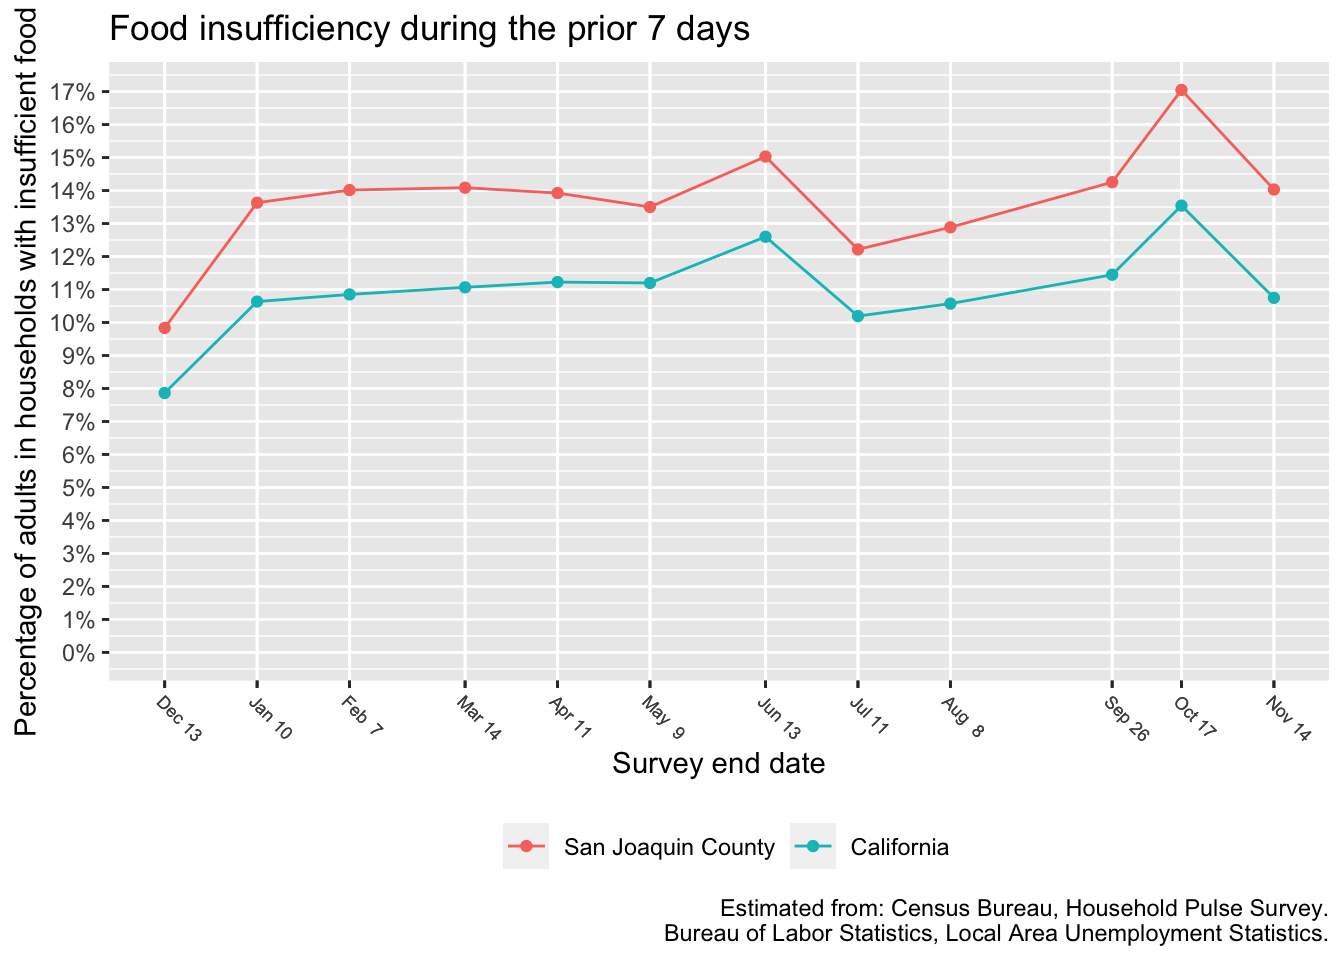 Food insufficiency during the prior 7 days
Percentage of adults in households with insufficient food
17%
16%
15%
14%
13%
12%
11%
10%
9%
8%
7%
6%
5%
4%
3%
2%
1%
0%
Dec 13
Jan 10
Feb 7
Mar 14
Apr 11
May 9
Jun 13
Jul 11
Aug 8
Sep 26
Oct 17
Nov 14
Survey end date
San Joaquin County
California
Estimated from: Census Bureau, Household Pulse Survey.
Bureau of Labor Statistics, Local Area Unemployment Statistics.